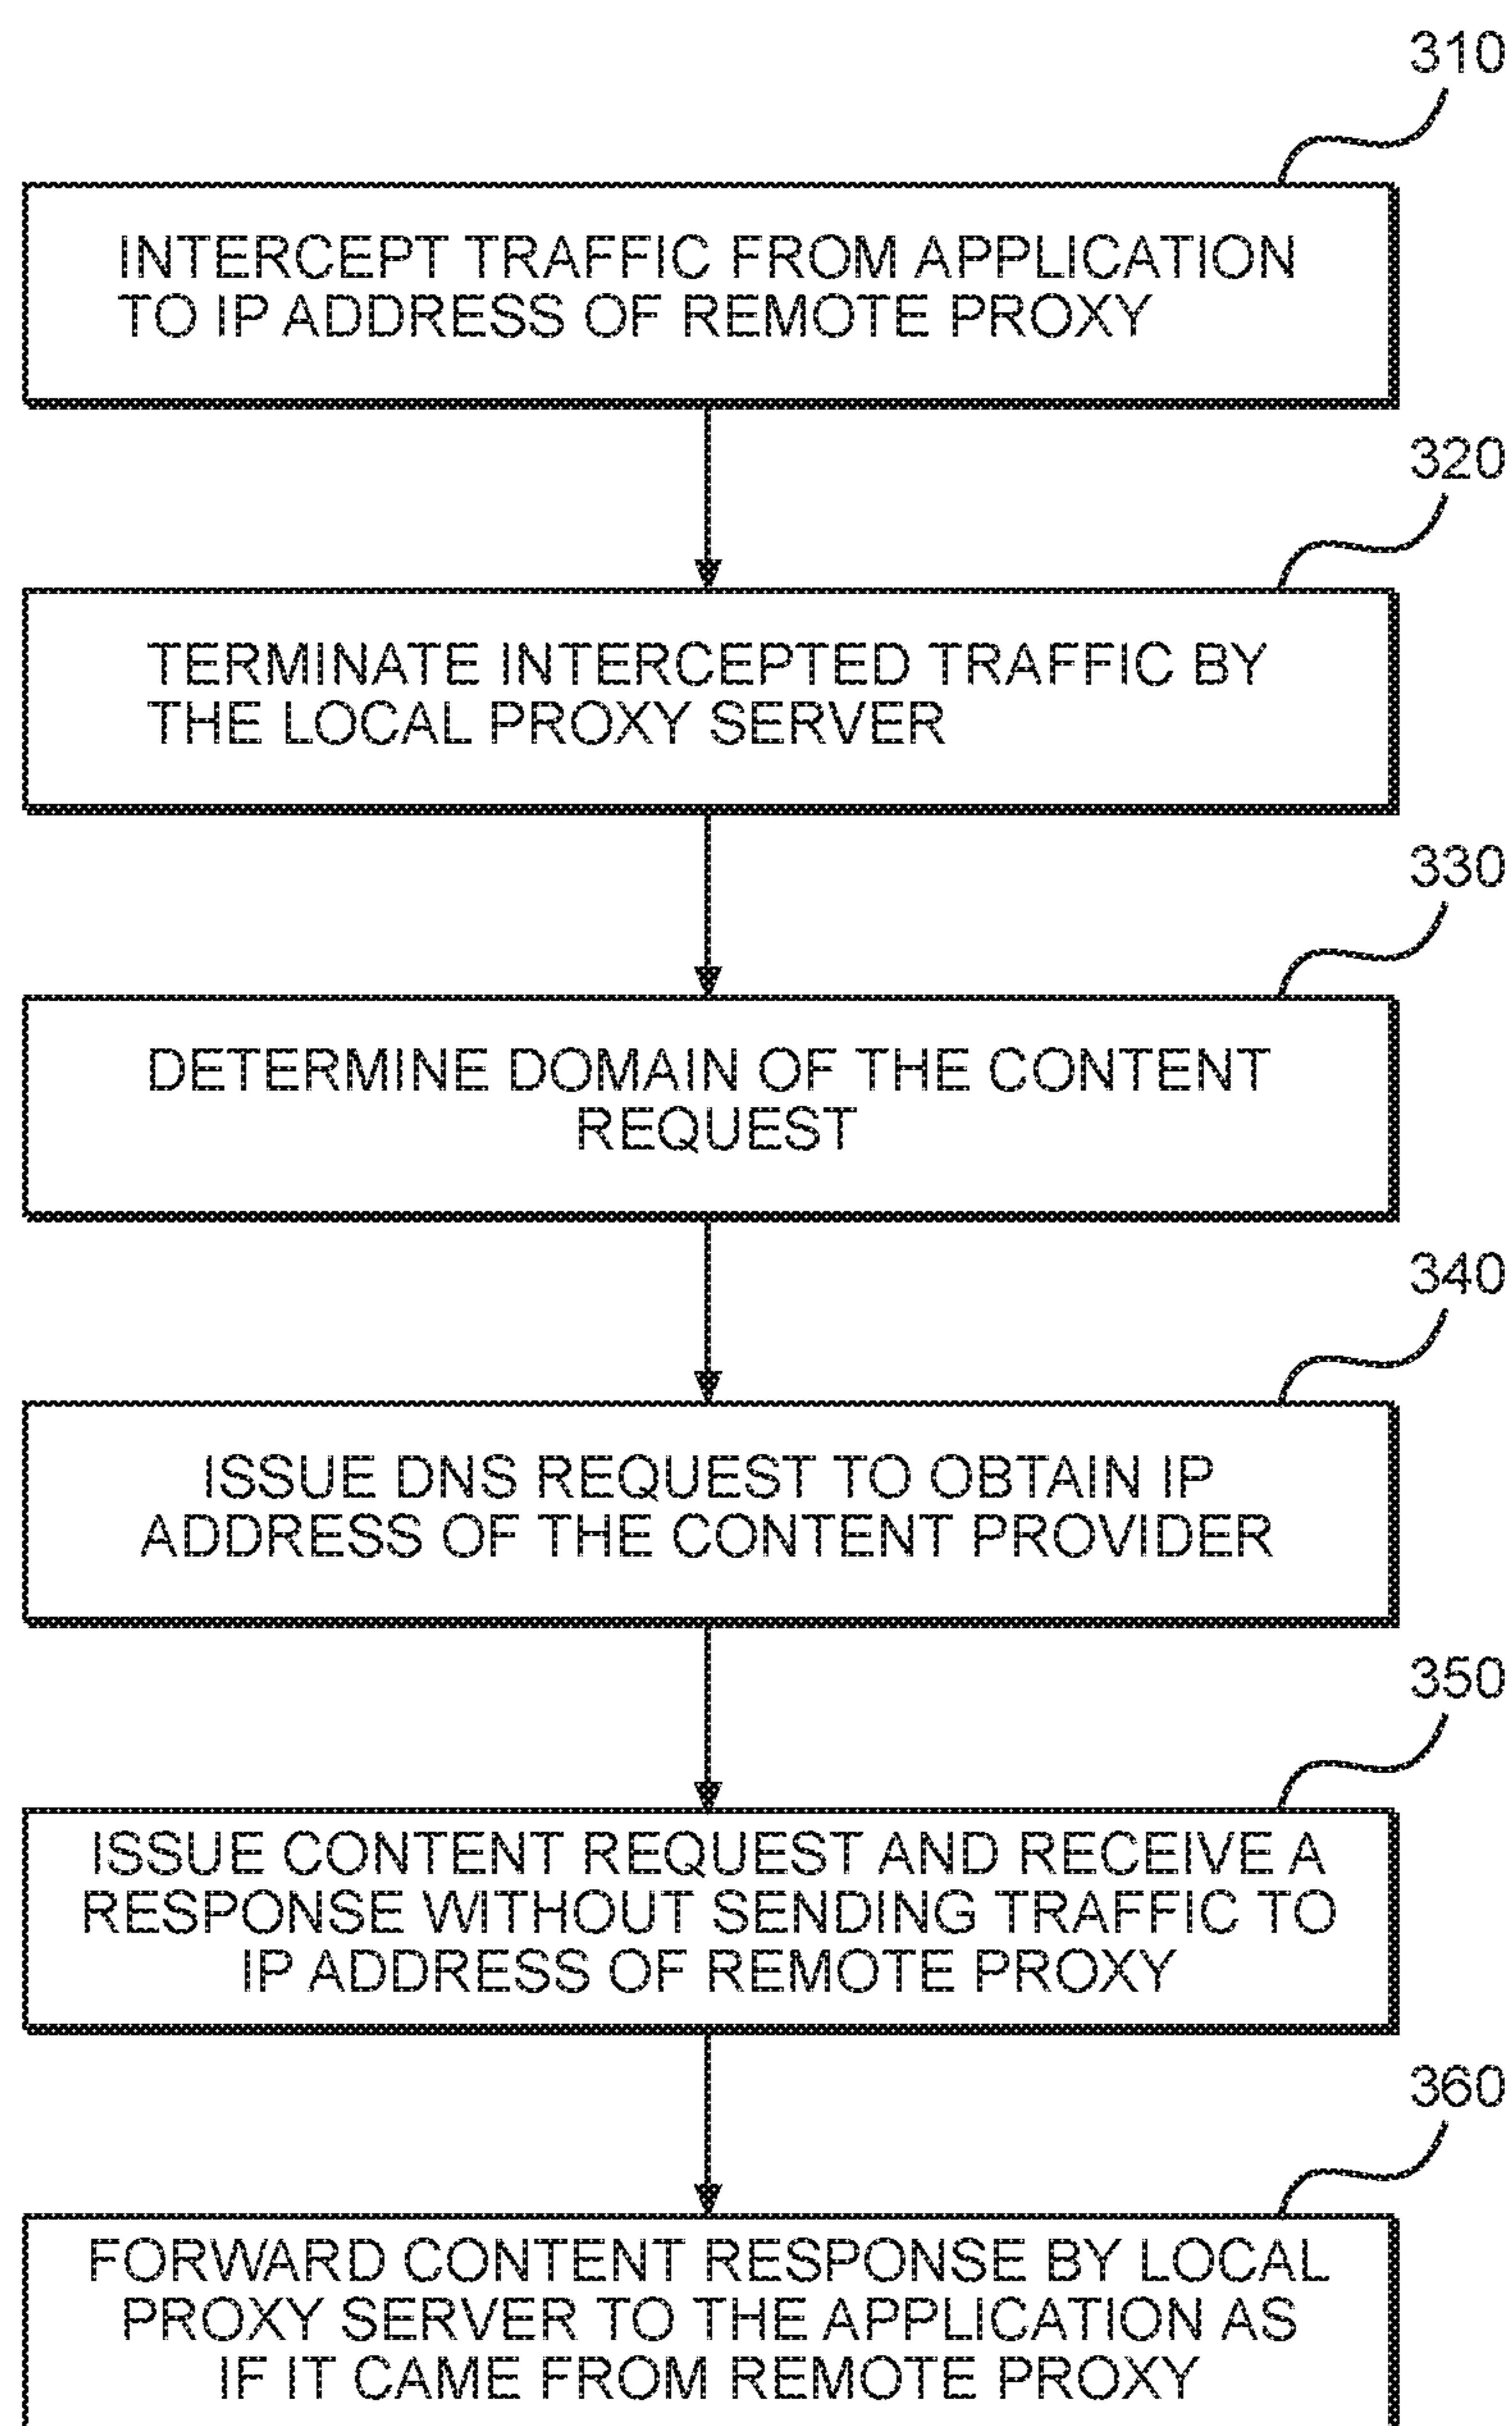 310
INTERCEPT TRAFFIC FROM APPLICATION
TO IP ADDRESS OF REMOTE PROXY
320
TERMINATE INTERCEPTED TRAFFIC BY
THE LOCAL PROXY SERVER
330
DETERMINE DOMAIN OF THE CONTENT
REQUEST
340
ISSUE DNS REQUEST TO OBTAIN IP
ADDRESS OF THE CONTENT PROVIDER
350
ISSUE CONTENT REQUEST AND RECEIVE A
RESPONSE WITHOUT SENDING TRAFFIC TO
IP ADDRESS OF REMOTE PROXY
360
FORWARD CONTENT RESPONSE BY LOCAL
PROXY SERVER TO THE APPLICATION AS
IF IT CAME FROM REMOTE PROXY